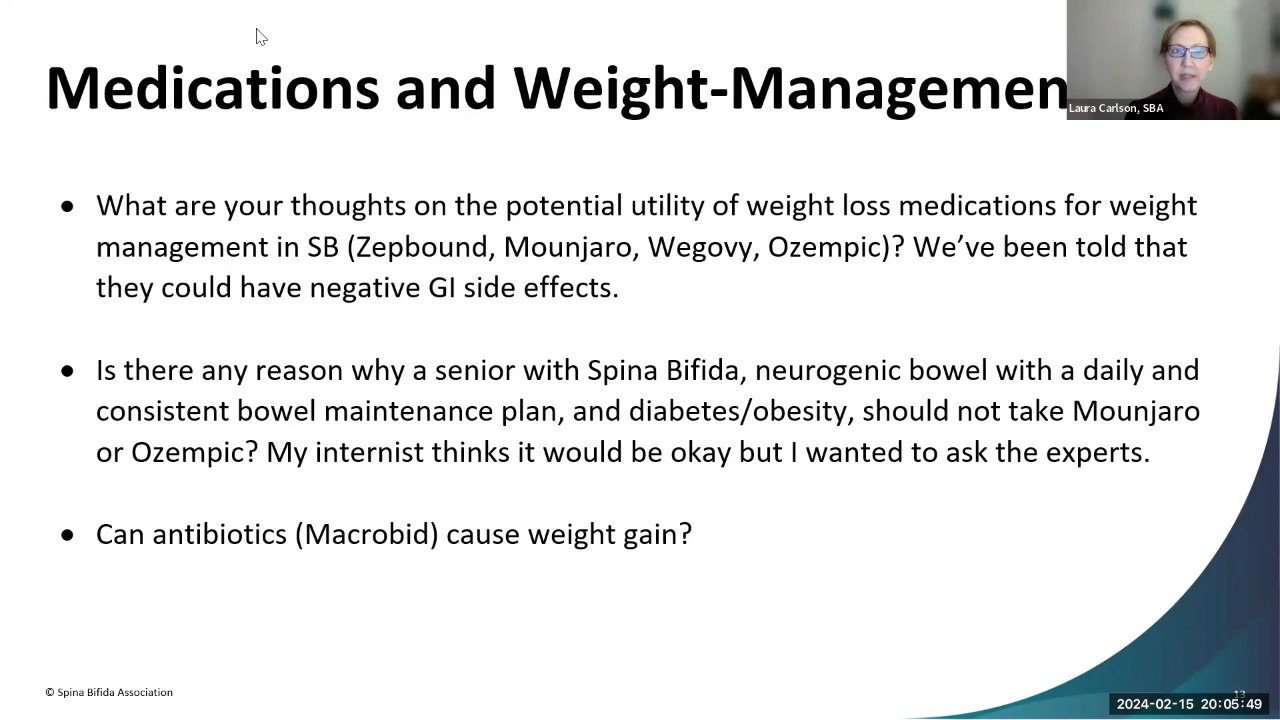 Medications and Weight-Managemen
Laura Carlson, SBA
• What are your thoughts on the potential utility of weight loss medications for weight
management in SB (Zepbound, Mounjaro, Wegovy, Ozempic)? We’ve been told that
they could have negative GI side effects.
• Is there any reason why a senior with Spina Bifida, neurogenic bowel with a daily and
consistent bowel maintenance plan, and diabetes/obesity, should not take Mounjaro
or Ozempic? My internist thinks it would be okay but I wanted to ask the experts.
• Can antibiotics (Macrobid) cause weight gain?
© Spina Bifida Association
13
2024-02-15 20:05:49